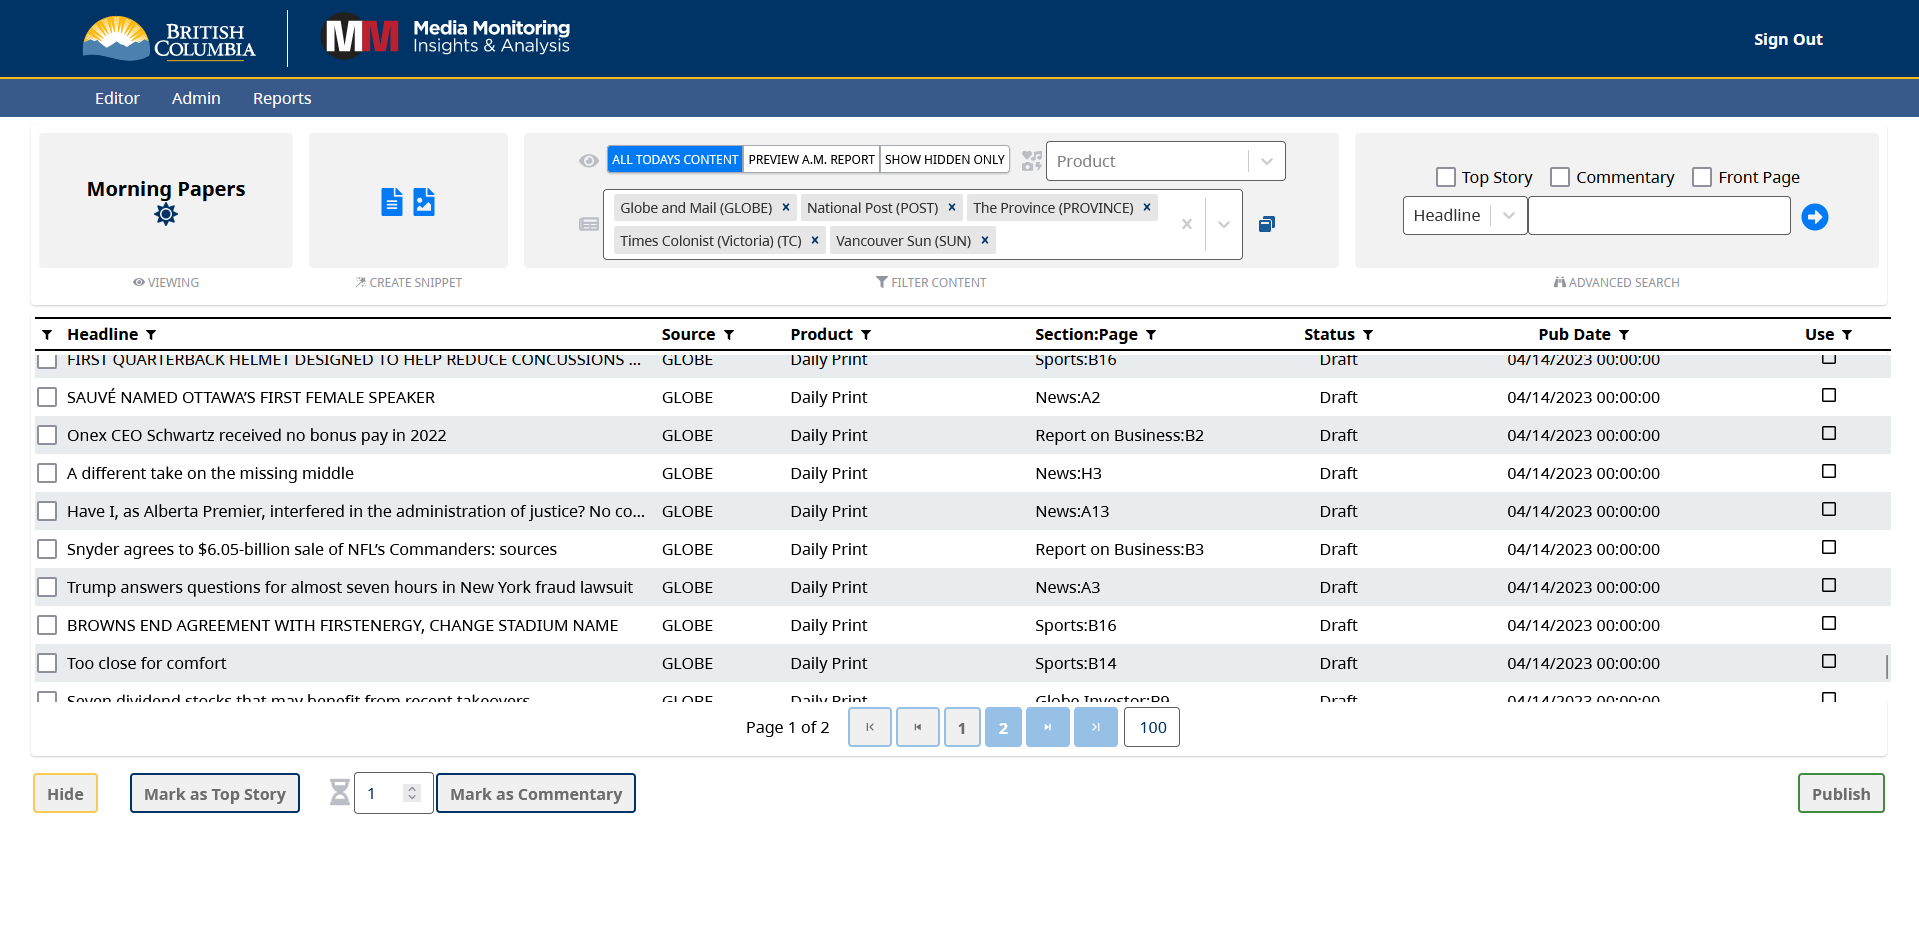 BRITISH COLUMBIA
MM Media Monitoring Insights & Analysis
Sign Out
Editor Admin Reports
Morning Papers
ALL TODAYS CONTENT PREVIEW A.M. REPORT SHOW HIDDEN ONLY Product
Globe and Mail (GLOBE) × National Post (POST) × The Province (PROVINCE) ×
Times Colonist (Victoria) (TC) × Vancouver Sun (SUN) ×
Top Story Commentary Front Page
Headline
VIEWING CREATE SNIPPET FILTER CONTENT ADVANCED SEARCH
Headline Source Product Section:Page Status Pub Date Use
FIRST QUARTERBACK HELMET DESIGNED TO HELP REDUCE CONCUSSIONS ... GLOBE Daily Print Sports:B16 Draft 04/14/2023 00:00:00
SAUVÉ NAMED OTTAWA’S FIRST FEMALE SPEAKER GLOBE Daily Print News:A2 Draft 04/14/2023 00:00:00
Onex CEO Schwartz received no bonus pay in 2022 GLOBE Daily Print Report on Business:B2 Draft 04/14/2023 00:00:00
A different take on the missing middle GLOBE Daily Print News:H3 Draft 04/14/2023 00:00:00
Have I, as Alberta Premier, interfered in the administration of justice? No co... GLOBE Daily Print News:A13 Draft 04/14/2023 00:00:00
Snyder agrees to $6.05-billion sale of NFL’s Commanders: sources GLOBE Daily Print Report on Business:B3 Draft 04/14/2023 00:00:00
Trump answers questions for almost seven hours in New York fraud lawsuit GLOBE Daily Print News:A3 Draft 04/14/2023 00:00:00
BROWNS END AGREEMENT WITH FIRSTENERGY, CHANGE STADIUM NAME GLOBE Daily Print Sports:B16 Draft 04/14/2023 00:00:00
Too close for comfort GLOBE Daily Print Sports:B14 Draft 04/14/2023 00:00:00
Seven dividend stocks that may benefit from recent takeovers GLOBE Daily Print Globe Investor:B9 Draft 04/14/2023 00:00:00
Page 1 of 2 1 2 100
Hide Mark as Top Story 1 Mark as Commentary Publish